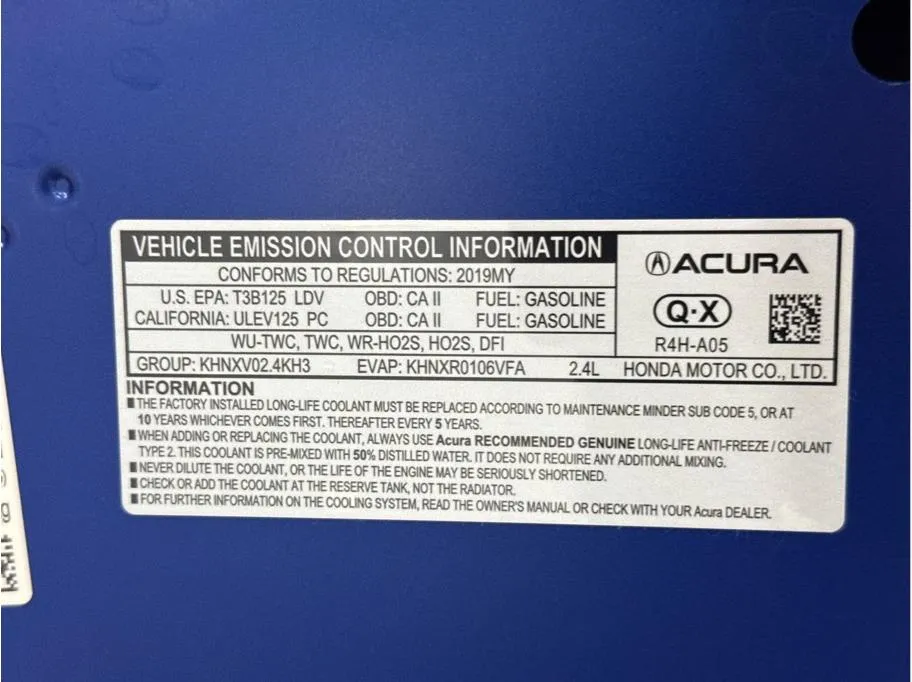 VEHICLE EMISSION CONTROL INFORMATION
CONFORMS TO REGULATIONS: 2019MY
U.S. EPA: T3B125 LDV OBD: CA II FUEL: GASOLINE
CALIFORNIA: ULEV125 PC OBD: CA II FUEL: GASOLINE
WU-TWC, TWC, WR-HO2S, HO2S, DFI
ACURA
Q·X
R4H-A05
GROUP: KHNXV02.4KH3 EVAP: KHNXR0106VFA 2.4L HONDA MOTOR CO., LTD.
INFORMATION
■ THE FACTORY INSTALLED LONG-LIFE COOLANT MUST BE REPLACED ACCORDING TO MAINTENANCE MINDER SUB CODE 5, OR AT
10 YEARS WHICHEVER COMES FIRST. THEREAFTER EVERY 5 YEARS.
■ WHEN ADDING OR REPLACING THE COOLANT, ALWAYS USE Acura RECOMMENDED GENUINE LONG-LIFE ANTI-FREEZE / COOLANT
TYPE 2. THIS COOLANT IS PRE-MIXED WITH 50% DISTILLED WATER. IT DOES NOT REQUIRE ANY ADDITIONAL MIXING.
■ NEVER DILUTE THE COOLANT, OR THE LIFE OF THE ENGINE MAY BE SERIOUSLY SHORTENED.
■ CHECK OR ADD THE COOLANT AT THE RESERVE TANK, NOT THE RADIATOR.
■ FOR FURTHER INFORMATION ON THE COOLING SYSTEM, READ THE OWNER'S MANUAL OR CHECK WITH YOUR Acura DEALER.